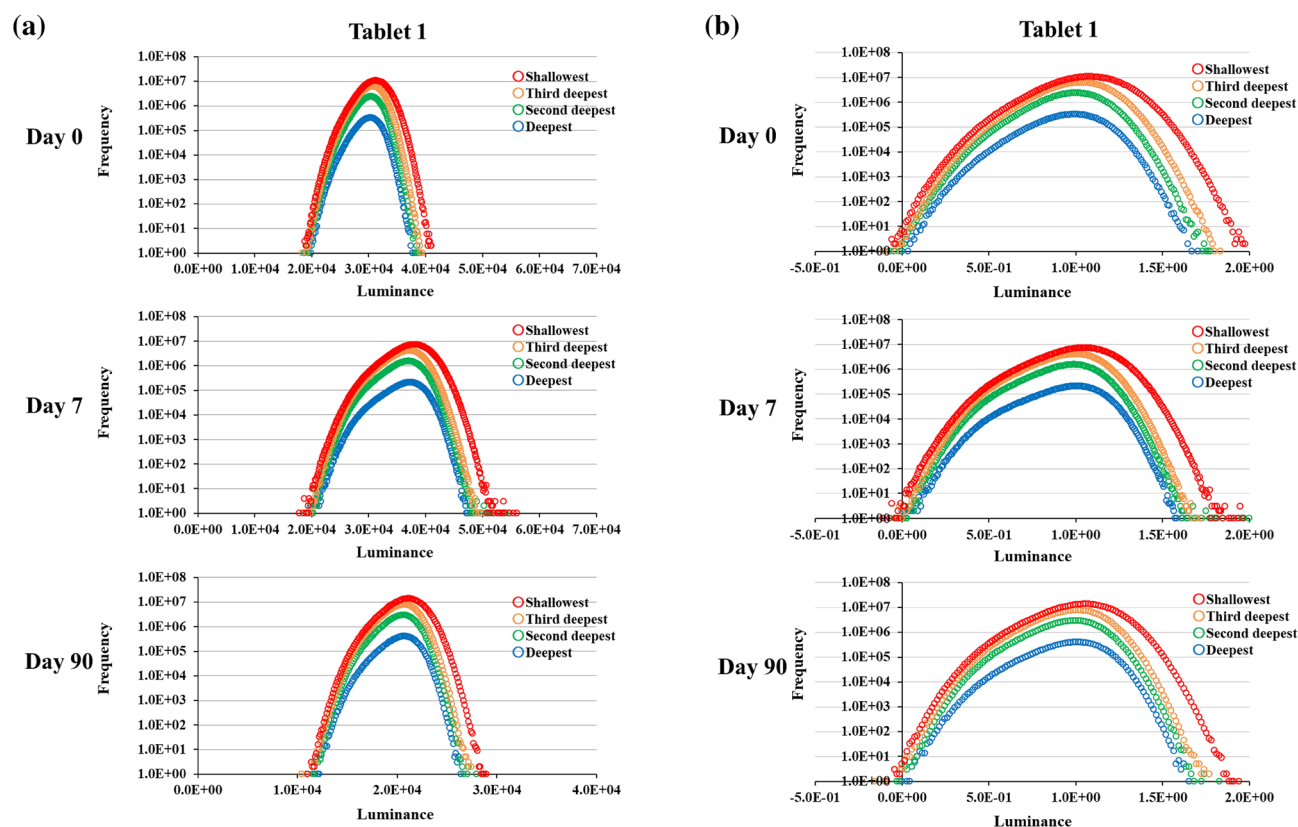 (a)
Tablet 1
Day 0
Frequency
1.0E+08
1.0E+07
1.0E+06
1.0E+05
1.0E+04
1.0E+03
1.0E+02
1.0E+01
1.0E+00
Shallowest
Third deepest
Second deepest
Deepest
0.0E+00 1.0E+04 2.0E+04 3.0E+04 4.0E+04 5.0E+04 6.0E+04 7.0E+04
Luminance
Day 7
Frequency
1.0E+08
1.0E+07
1.0E+06
1.0E+05
1.0E+04
1.0E+03
1.0E+02
1.0E+01
1.0E+00
Shallowest
Third deepest
Second deepest
Deepest
0.0E+00 1.0E+04 2.0E+04 3.0E+04 4.0E+04 5.0E+04 6.0E+04 7.0E+04
Luminance
Day 90
Frequency
1.0E+08
1.0E+07
1.0E+06
1.0E+05
1.0E+04
1.0E+03
1.0E+02
1.0E+01
1.0E+00
Shallowest
Third deepest
Second deepest
Deepest
0.0E+00 1.0E+04 2.0E+04 3.0E+04 4.0E+04
Luminance
(b)
Tablet 1
Day 0
Frequency
1.0E+08
1.0E+07
1.0E+06
1.0E+05
1.0E+04
1.0E+03
1.0E+02
1.0E+01
1.0E+00
Shallowest
Third deepest
Second deepest
Deepest
-5.0E-01 0.0E+00 5.0E-01 1.0E+00 1.5E+00 2.0E+00
Luminance
Day 7
Frequency
1.0E+08
1.0E+07
1.0E+06
1.0E+05
1.0E+04
1.0E+03
1.0E+02
1.0E+01
1.0E+00
Shallowest
Third deepest
Second deepest
Deepest
-5.0E-01 0.0E+00 5.0E-01 1.0E+00 1.5E+00 2.0E+00
Luminance
Day 90
Frequency
1.0E+08
1.0E+07
1.0E+06
1.0E+05
1.0E+04
1.0E+03
1.0E+02
1.0E+01
1.0E+00
Shallowest
Third deepest
Second deepest
Deepest
-5.0E-01 0.0E+00 5.0E-01 1.0E+00 1.5E+00 2.0E+00
Luminance